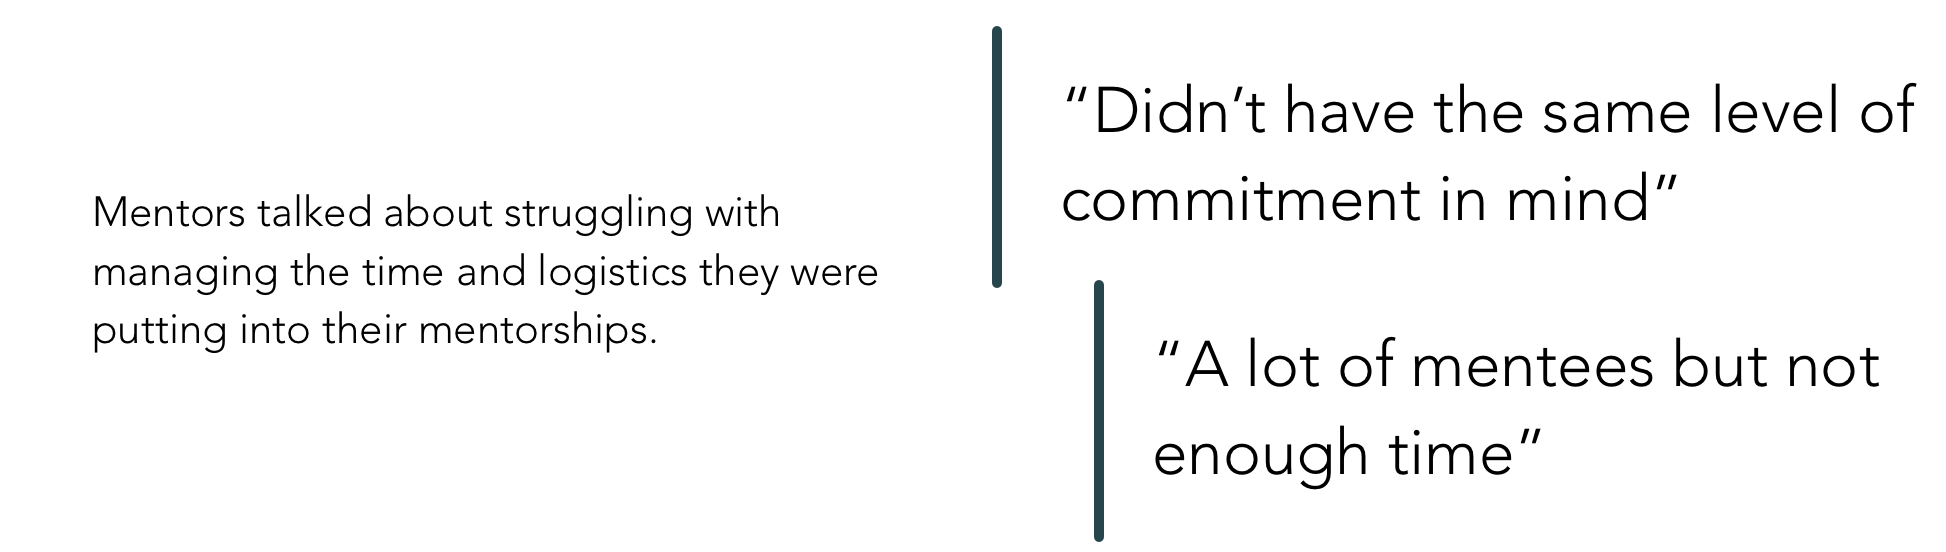 Mentors talked about struggling with
managing the time and logistics they were
putting into their mentorships.
“Didn’t have the same level of
commitment in mind”
“A lot of mentees but not
enough time”